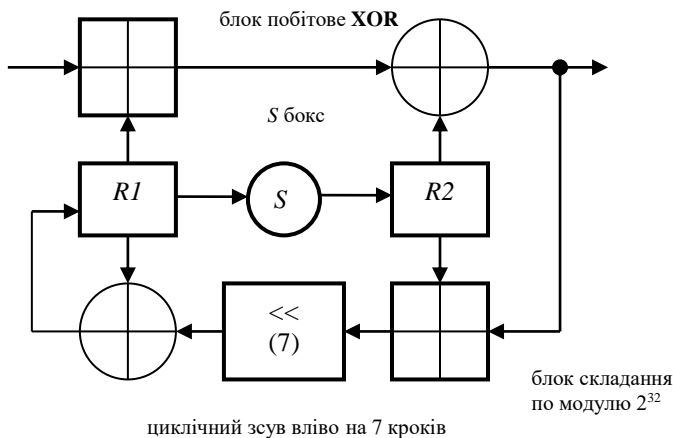 блок побітове XOR
S бокс
R1
S
R2
<<
(7)
блок складання
по модулю 2³²
циклічний зсув вліво на 7 кроків